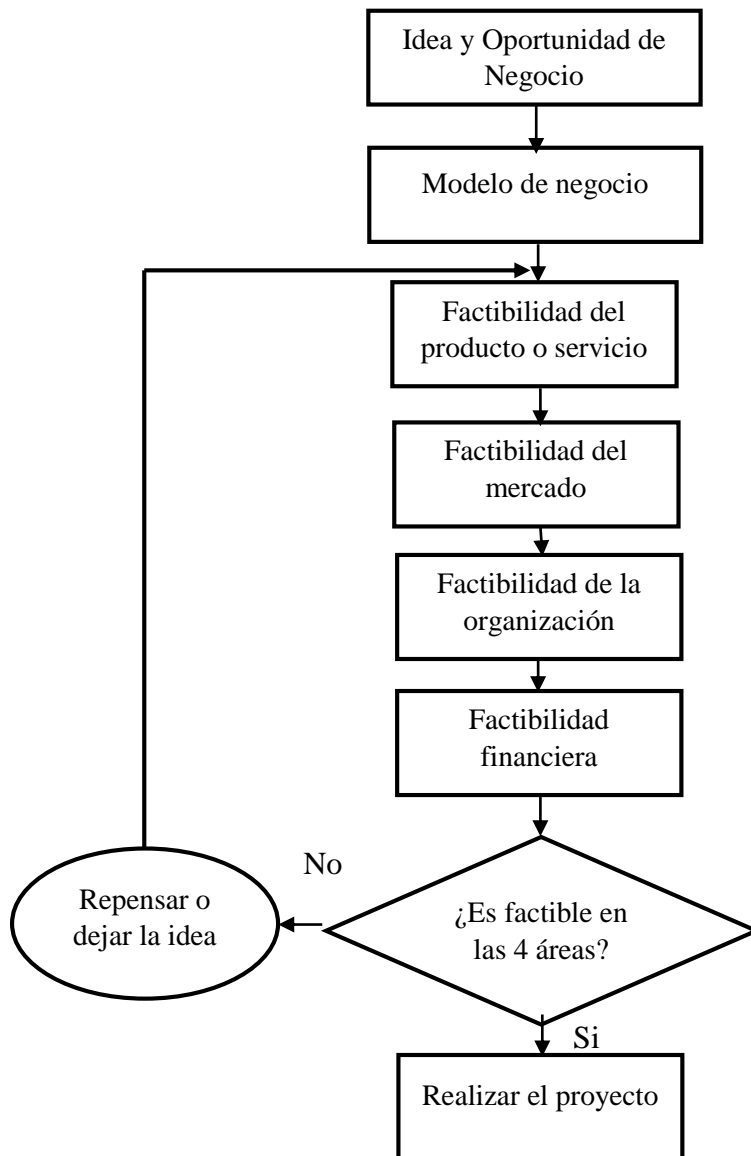 Idea y Oportunidad de
Negocio
Modelo de negocio
Factibilidad del
producto o servicio
Factibilidad del
mercado
Factibilidad de la
organización
Factibilidad
financiera
No
Repensar o
dejar la idea
¿Es factible en
las 4 áreas?
Si
Realizar el proyecto